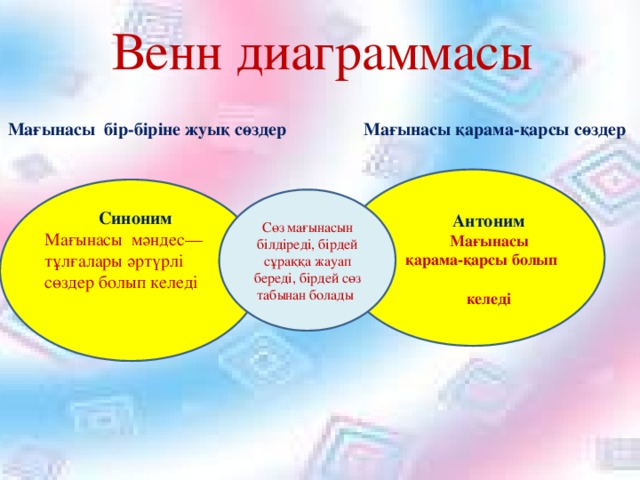 Венн диаграммасы
Мағынасы бір-біріне жуық сөздер
Мағынасы қарама-қарсы сөздер
Синоним
Мағынасы мәндес—
тұлғалары әртүрлі
сөздер болып келеді
Сөз мағынасын
білдіреді, бірдей
сұраққа жауап
береді, бірдей сөз
табынан болады
Антоним
Мағынасы
қарама-қарсы болып
келеді